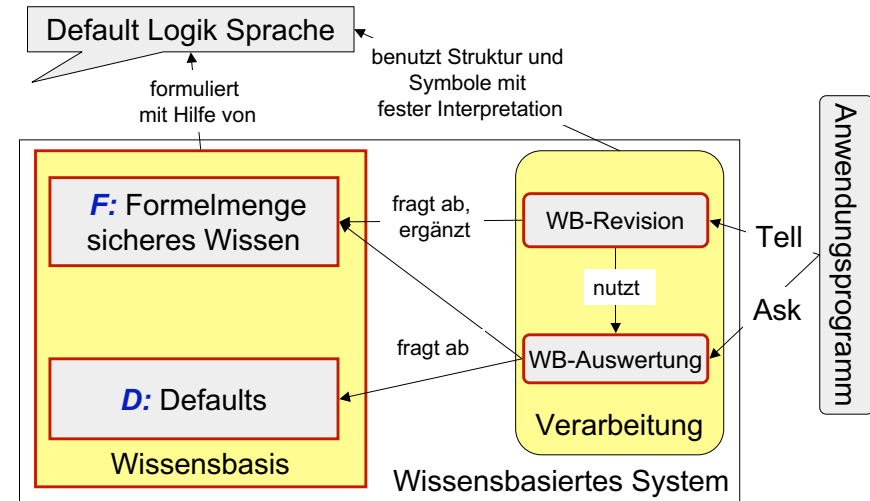 Default Logik Sprache
benutzt Struktur und
Symbole mit
fester Interpretation
formuliert
mit Hilfe von
Anwendungsprogramm
F: Formelmenge
sicheres Wissen
fragt ab,
ergänzt
WB-Revision
Tell
nutzt
Ask
fragt ab
WB-Auswertung
D: Defaults
Verarbeitung
Wissensbasis
Wissensbasiertes System